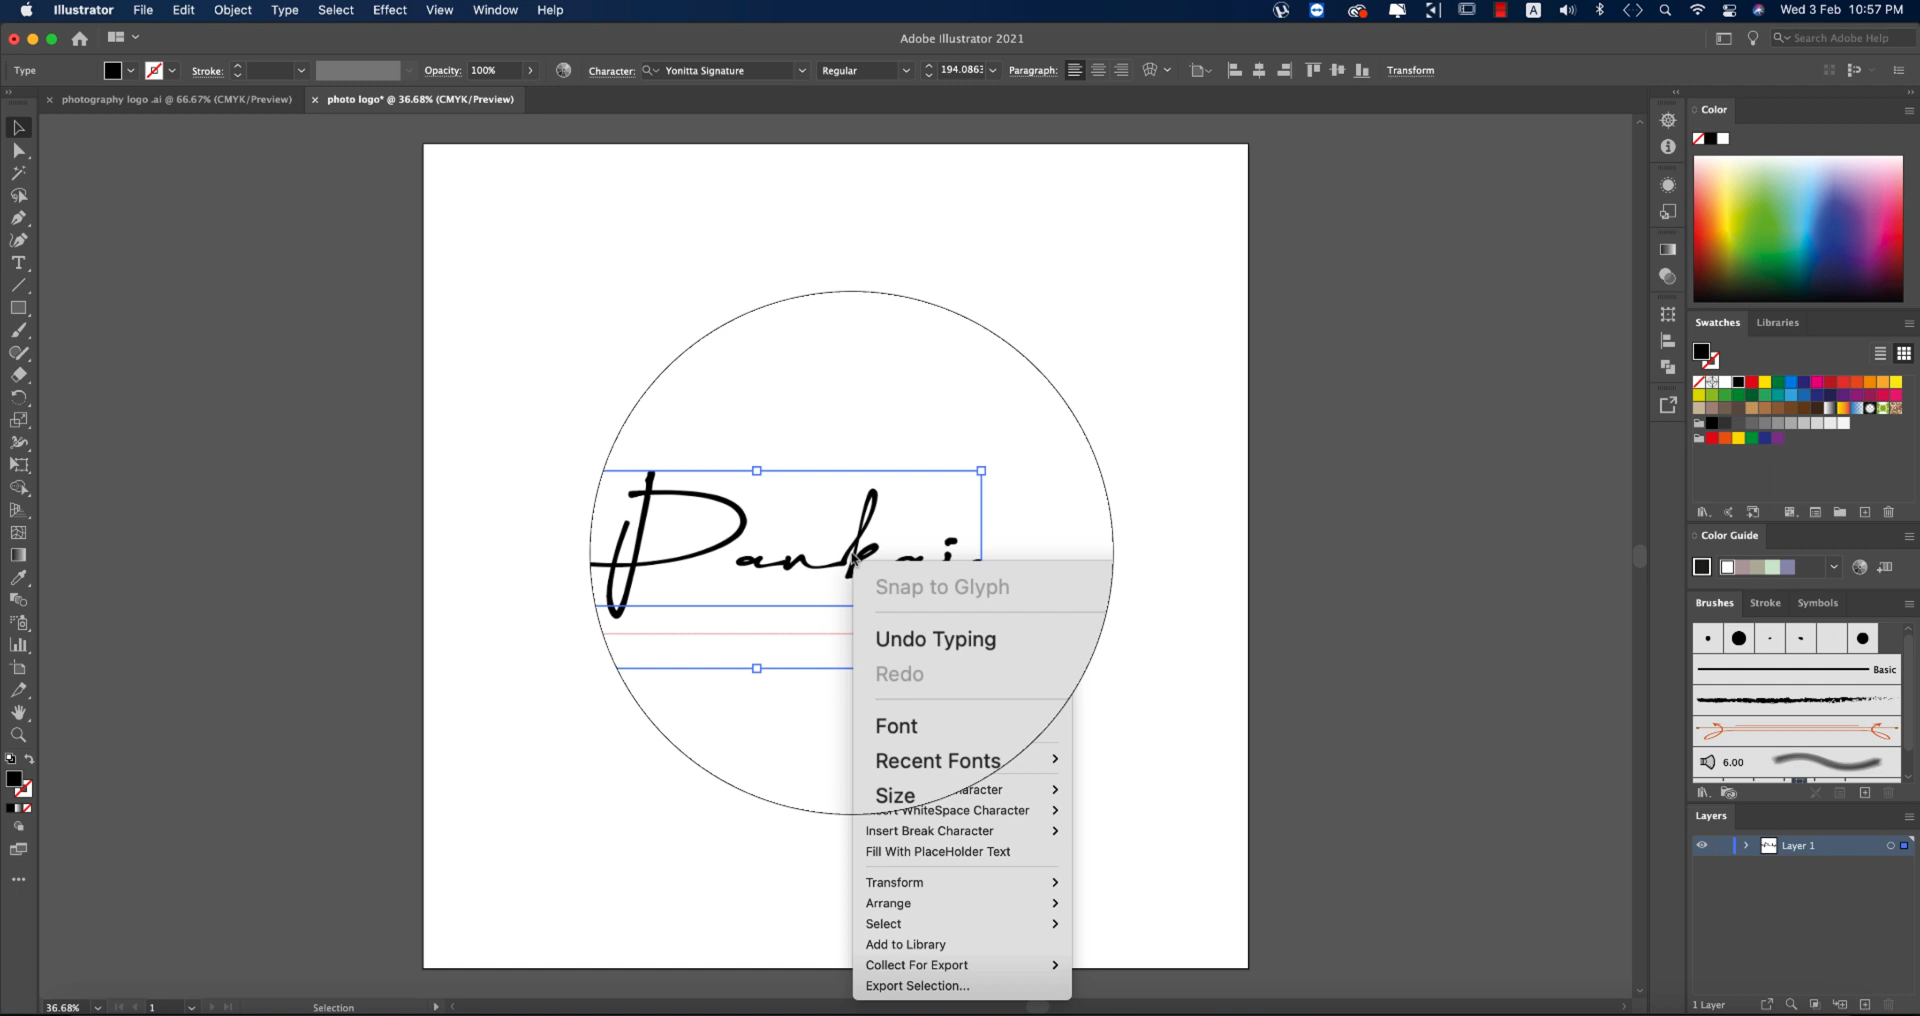 Illustrator File Edit Object Type Select Effect View Window Help
A
Wed 3 Feb 10:57 PM
Adobe Illustrator 2021
Search Adobe Help
Type
Stroke:
Opacity: 100%
Character: Yonitta Signature
Regular
194.0863
Paragraph:
Transform
photography logo .ai @ 66.67% (CMYK/Preview)
photo logo* @ 36.68% (CMYK/Preview)
Color
Swatches Libraries
Color Guide
Brushes Stroke Symbols
Basic
6.00
Layers
Layer 1
1 Layer
Pankaj
Snap to Glyph
Undo Typing
Redo
Font
Recent Fonts
Size
WhiteSpace Character
Insert Break Character
Fill With PlaceHolder Text
Transform
Arrange
Select
Add to Library
Collect For Export
Export Selection...
36.68%
1
Selection